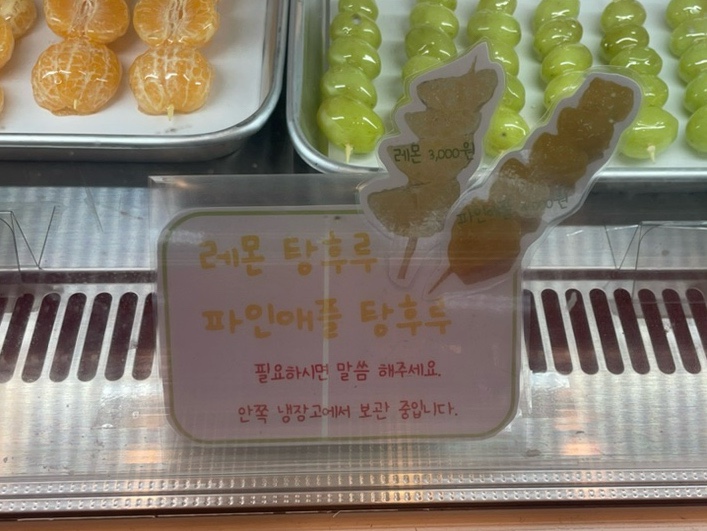 레몬 3,000원
레몬 탕후루
파인애플 탕후루
필요하시면 말씀 해주세요.
안쪽 냉장고에서 보관 중입니다.